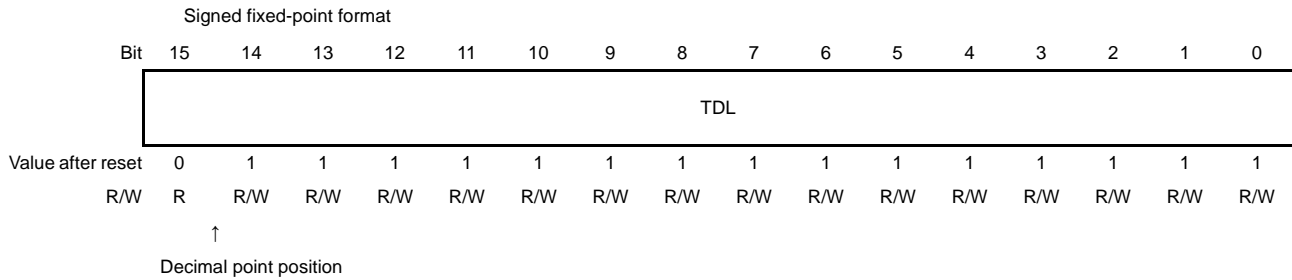 Signed fixed-point format
Bit 15 14 13 12 11 10 9 8 7 6 5 4 3 2 1 0
TDL
Value after reset 0 1 1 1 1 1 1 1 1 1 1 1 1 1 1 1
R/W R R/W R/W R/W R/W R/W R/W R/W R/W R/W R/W R/W R/W R/W R/W R/W
↑
Decimal point position